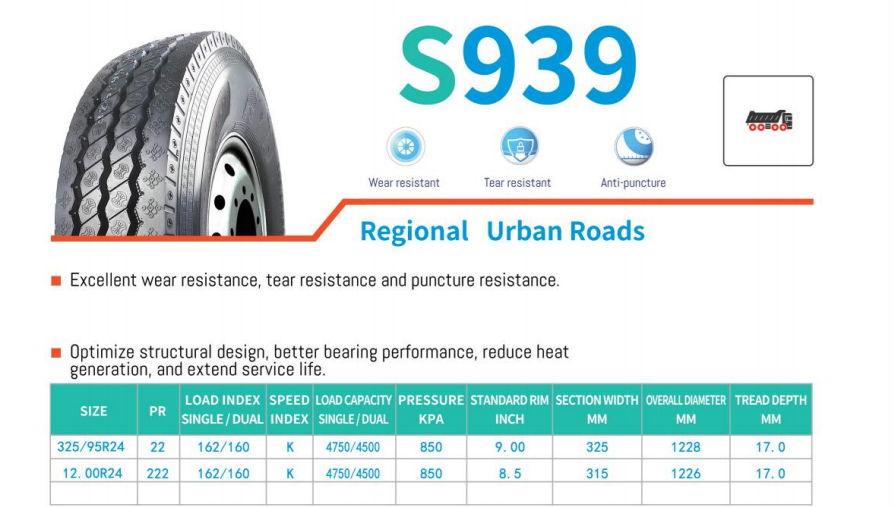 S939
Wear resistant Tear resistant Anti-puncture
Regional Urban Roads
Excellent wear resistance, tear resistance and puncture resistance.
Optimize structural design, better bearing performance, reduce heat
generation, and extend service life.
SIZE PR LOAD INDEX SINGLE / DUAL SPEED INDEX LOAD CAPACITY SINGLE / DUAL PRESSURE KPA STANDARD RIM INCH SECTION WIDTH MM OVERALL DIAMETER MM TREAD DEPTH MM
325/95R24 22 162/160 K 4750/4500 850 9. 00 325 1228 17. 0
12. 00R24 222 162/160 K 4750/4500 850 8. 5 315 1226 17. 0